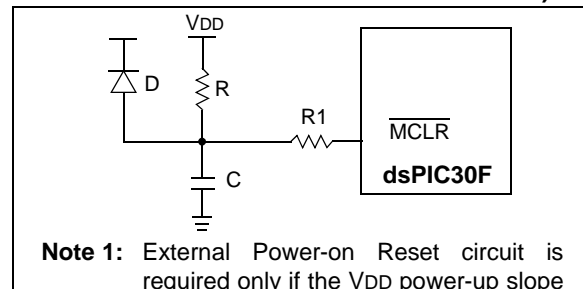 VDD
D
R
R1
MCLR
C
dsPIC30F
Note 1: External Power-on Reset circuit is
required only if the VDD power-up slope